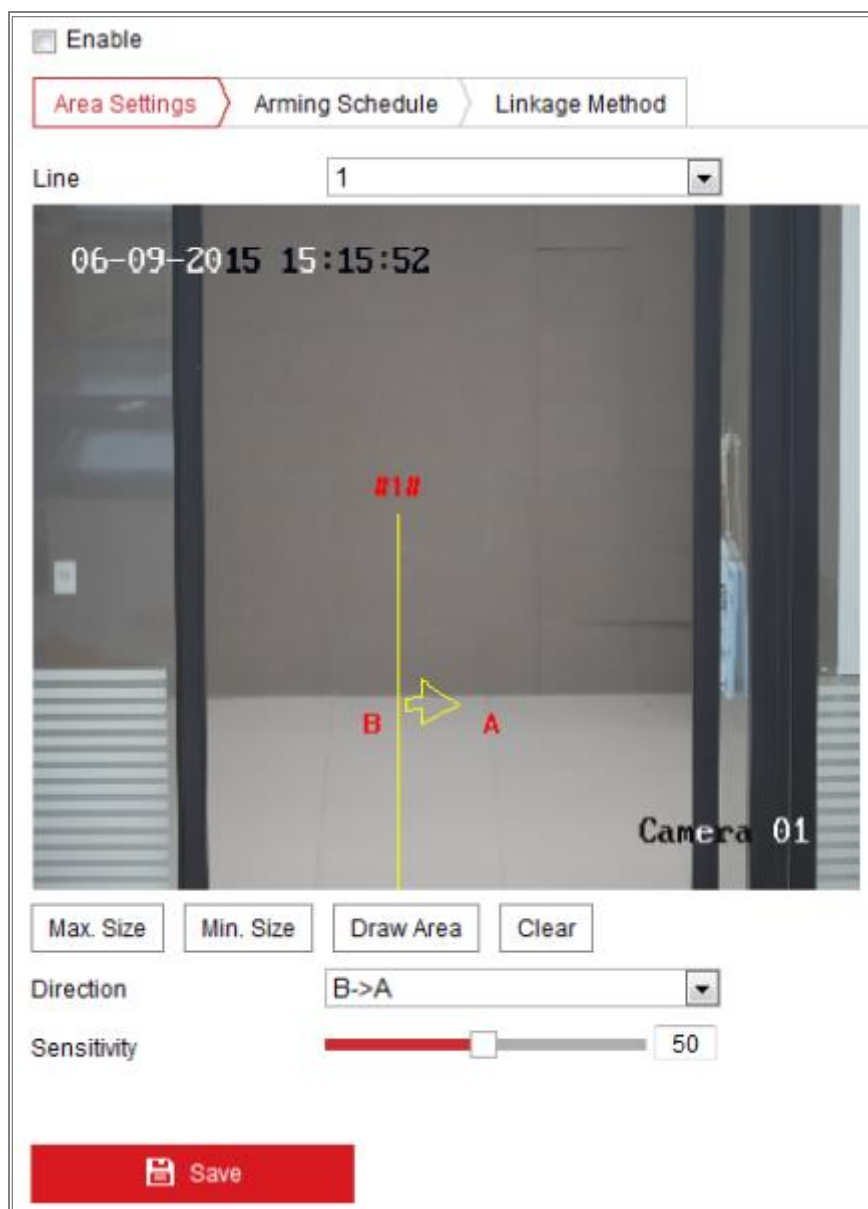 Enable
Area Settings Arming Schedule Linkage Method
Line 1
06-09-2015 15:15:52
#1#
B A
Camera 01
Max. Size Min. Size Draw Area Clear
Direction B->A
Sensitivity 50
Save